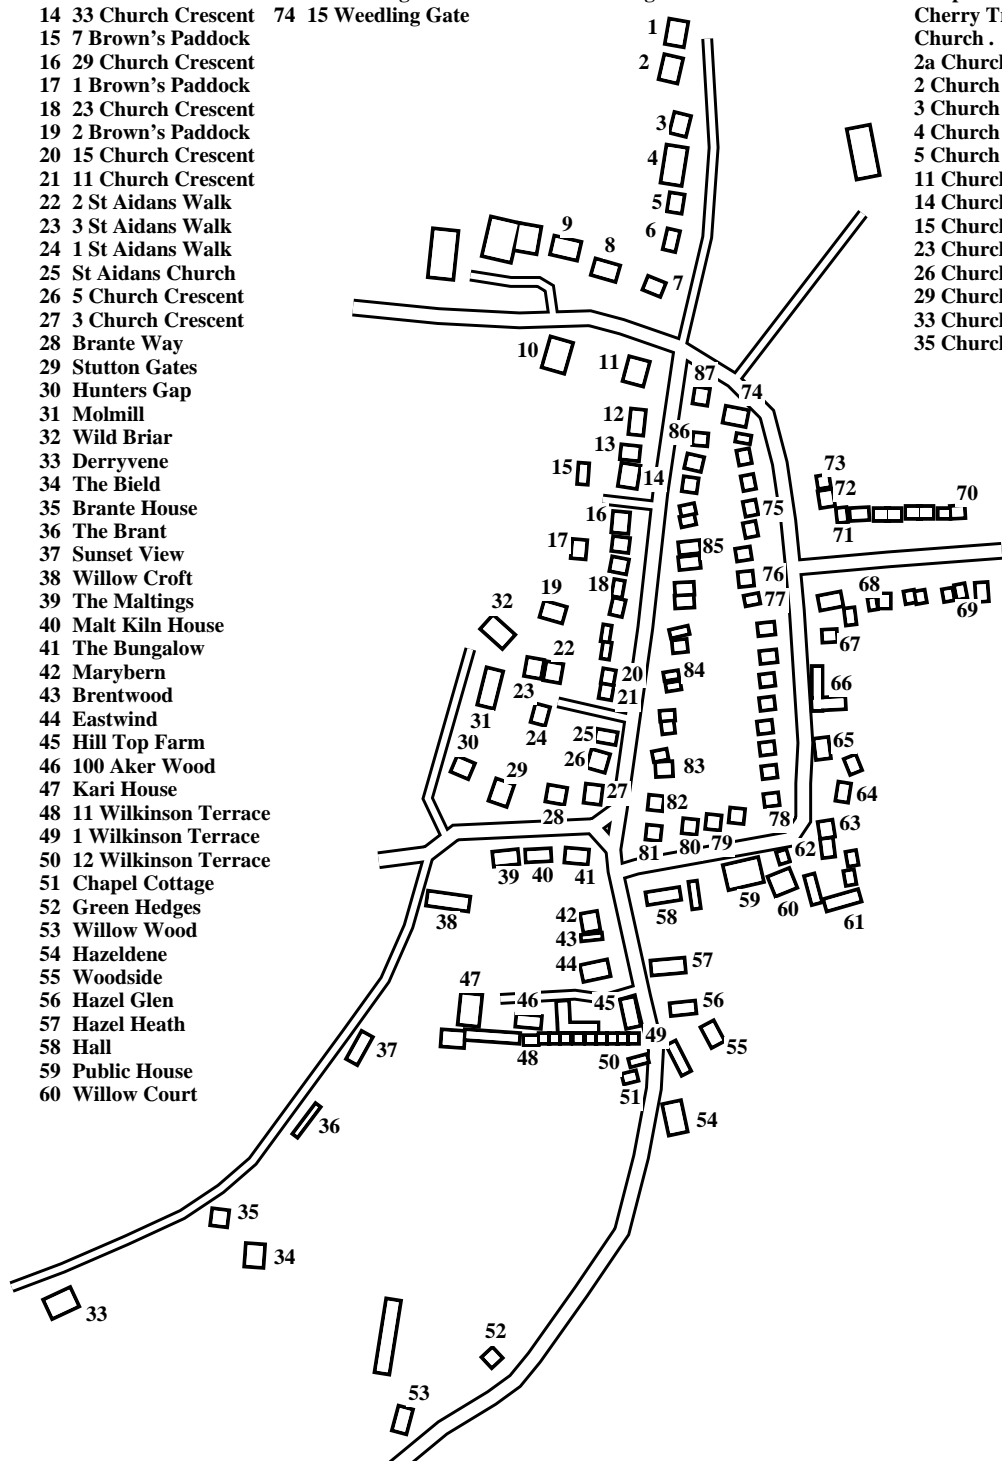 14 33 Church Crescent 74 15 Weedling Gate
15 7 Brown's Paddock
16 29 Church Crescent
17 1 Brown's Paddock
18 23 Church Crescent
19 2 Brown's Paddock
20 15 Church Crescent
21 11 Church Crescent
22 2 St Aidans Walk
23 3 St Aidans Walk
24 1 St Aidans Walk
25 St Aidans Church
26 5 Church Crescent
27 3 Church Crescent
28 Brante Way
29 Stutton Gates
30 Hunters Gap
31 Molmill
32 Wild Briar
33 Derryvene
34 The Bield
35 Brante House
36 The Brant
37 Sunset View
38 Willow Croft
39 The Maltings
40 Malt Kiln House
41 The Bungalow
42 Marybern
43 Brentwood
44 Eastwind
45 Hill Top Farm
46 100 Aker Wood
47 Kari House
48 11 Wilkinson Terrace
49 1 Wilkinson Terrace
50 12 Wilkinson Terrace
51 Chapel Cottage
52 Green Hedges
53 Willow Wood
54 Hazeldene
55 Woodside
56 Hazel Glen
57 Hazel Heath
58 Hall
59 Public House
60 Willow Court
Cherry
Church .
2a Church
2 Church
3 Church
4 Church
5 Church
11 Church
14 Church
15 Church
23 Church
26 Church
29 Church
33 Church
35 Church
1
2
3
4
5
6
9
8
7
10
11
87
74
12
86
13
15
14
73
72
70
71
75
16
17
85
18
76
77
68
69
19
32
67
22
23
20
84
21
66
31
24
25
26
65
30
29
83
64
28
27
82
78
63
81
80
79
62
39
40
41
38
58
59
60
61
42
43
44
57
47
46
45
56
48
49
55
50
51
37
54
36
35
34
33
52
53